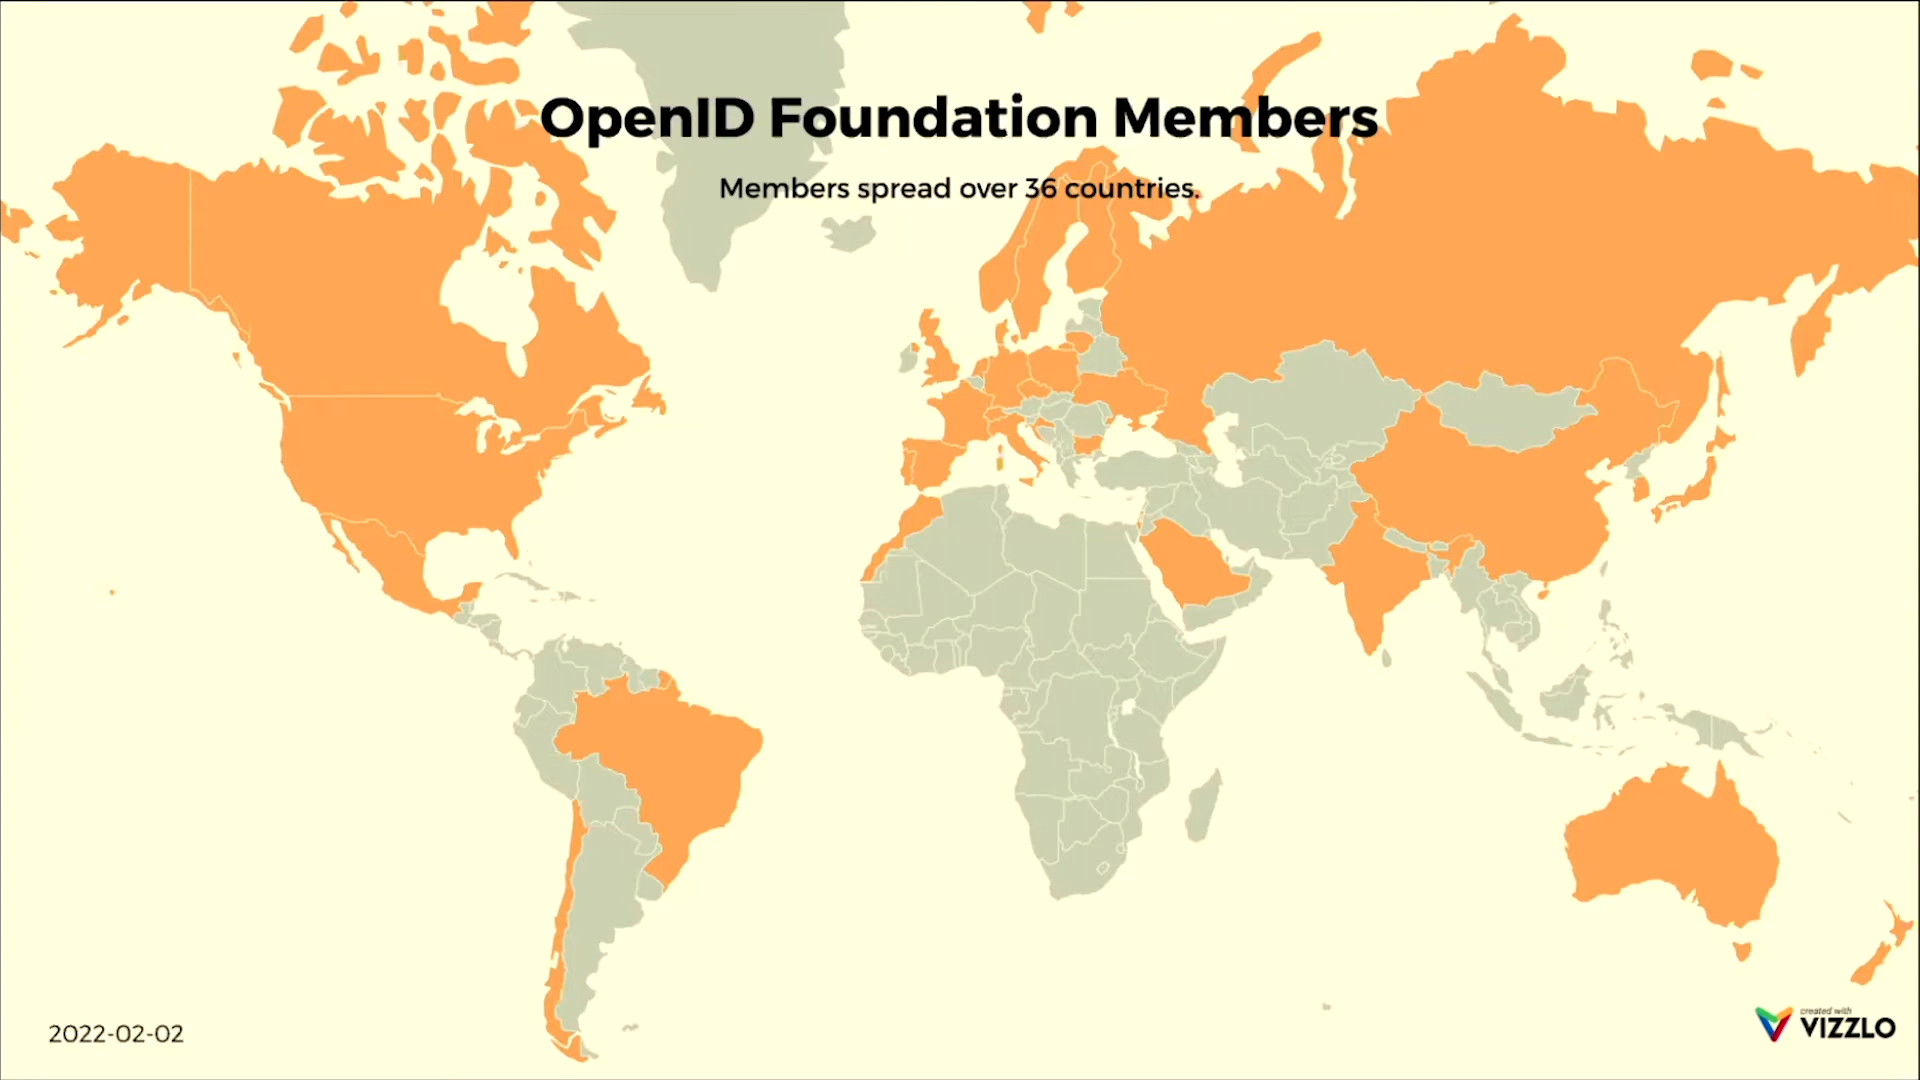 OpenID Foundation Members
Members spread over 36 countries.
2022-02-02
created with
VIZZLO